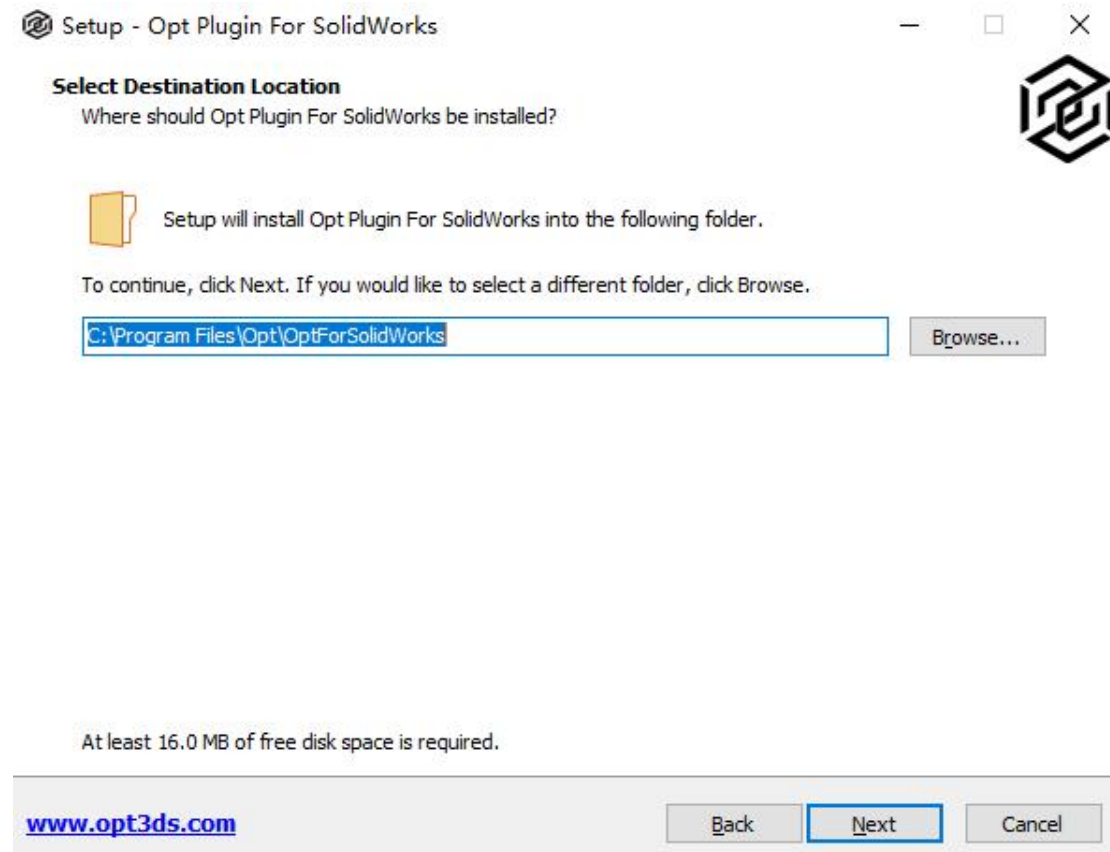 Setup - Opt Plugin For SolidWorks
Select Destination Location
Where should Opt Plugin For SolidWorks be installed?
Setup will install Opt Plugin For SolidWorks into the following folder.
To continue, click Next. If you would like to select a different folder, click Browse.
C:\Program Files\Opt\OptForSolidWorks
Browse...
At least 16.0 MB of free disk space is required.
www.opt3ds.com
Back
Next
Cancel